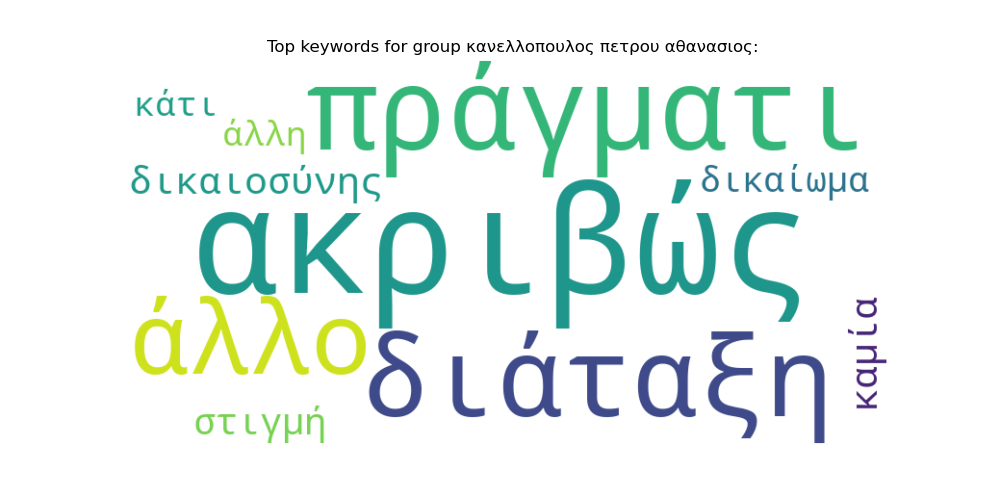 Top keywords for group κανελλοπουλος πετρου αθανασιος:
κάτι
άλλη
πράγματι
δικαιοσύνης
δικαίωμα
ακριβώς
άλλο
διάταξη
καμία
στιγμή